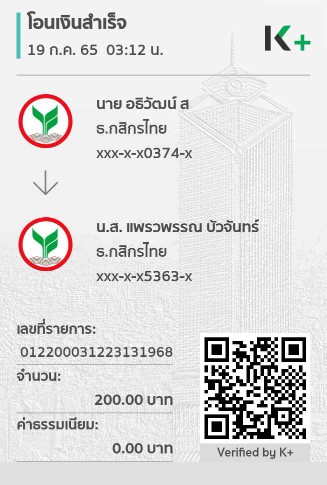 โอนเงินสำเร็จ
19 ก.ค. 65  03:12 น.
K+
นาย อธิวัฒน์ ส
ธ.กสิกรไทย
xxx-x-x0374-x
น.ส. แพรวพรรณ บัวจันทร์
ธ.กสิกรไทย
xxx-x-x5363-x
เลขที่รายการ:
012200031223131968
จำนวน:
200.00 บาท
ค่าธรรมเนียม:
0.00 บาท
Verified by K+